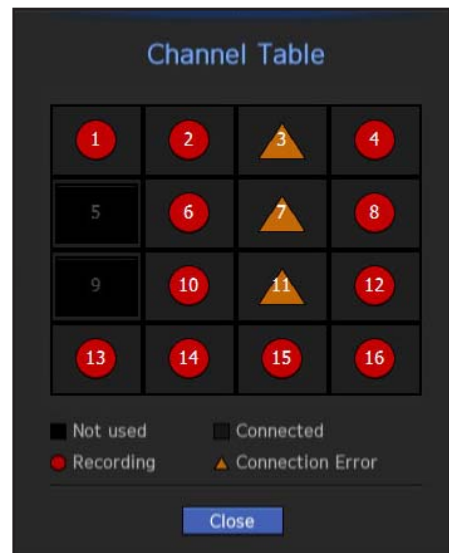 Channel Table
1 2 3 4
5 6 7 8
9 10 11 12
13 14 15 16
Not used Connected
Recording Connection Error
Close